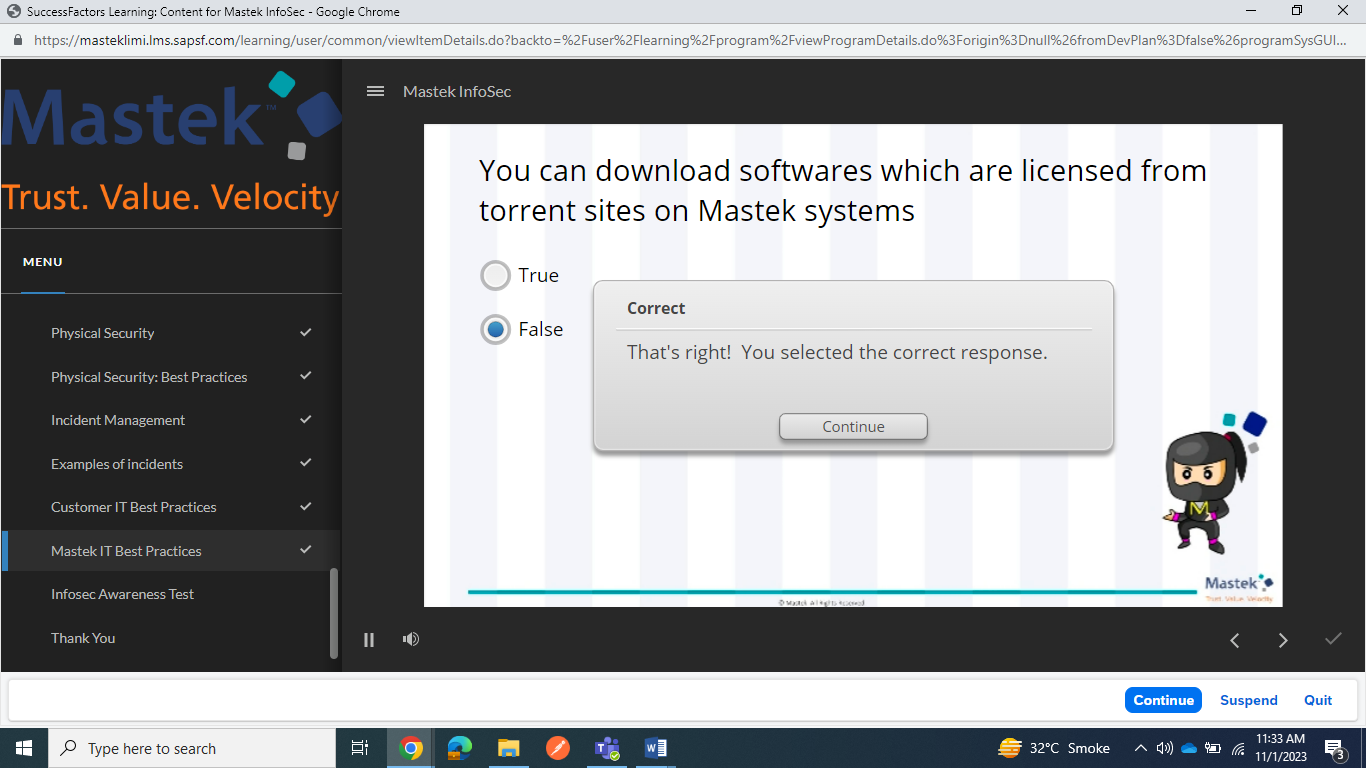 SuccessFactors Learning: Content for Mastek InfoSec - Google Chrome
https://masteklimi.lms.sapsf.com/learning/user/common/viewItemDetails.do?backto=%2Fuser%2Flearning%2Fprogram%2FviewProgramDetails.do%3Forigin%3Dnull%26fromDevPlan%3Dfalse%26programSysGUI...
Mastek™
Trust. Value. Velocity
MENU
Physical Security
Physical Security: Best Practices
Incident Management
Examples of incidents
Customer IT Best Practices
Mastek IT Best Practices
Infosec Awareness Test
Thank You
Mastek InfoSec
You can download softwares which are licensed from
torrent sites on Mastek systems
True
False
Correct
That's right!  You selected the correct response.
Continue
M
Mastek
Trust. Value. Velocity
© Mastek All Rights Reserved
Continue Suspend Quit
Type here to search
32°C Smoke
11:33 AM
11/1/2023
3